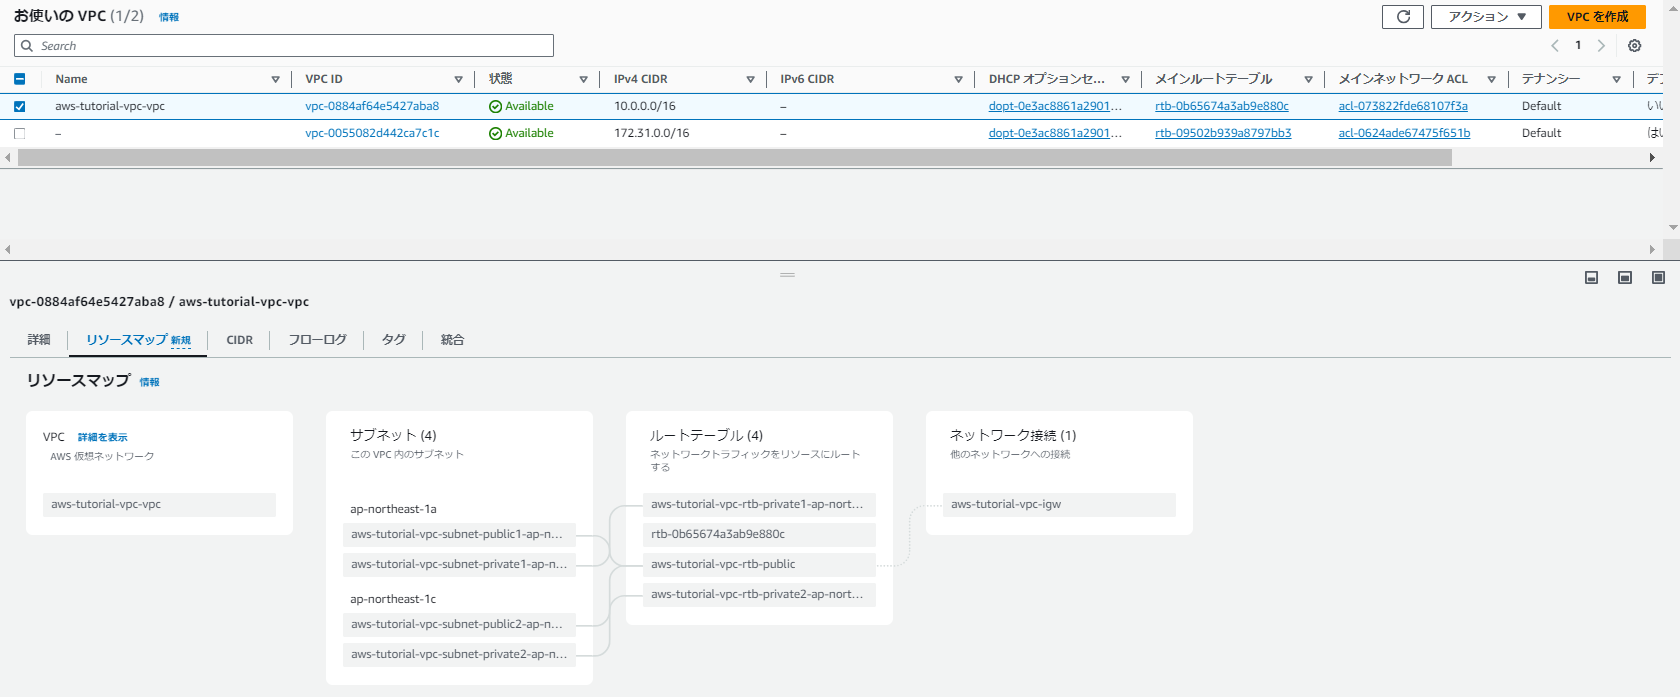 お使いの VPC (1/2) 情報
アクション
VPC を作成
Search
1
Name VPC ID 状態 IPv4 CIDR IPv6 CIDR DHCP オプションセ... メインルートテーブル メインネットワーク ACL テナンシー
aws-tutorial-vpc-vpc vpc-0884af64e5427aba8 Available 10.0.0.0/16 – dopt-0e3ac8861a2901... rtb-0b65674a3ab9e880c acl-073822fde68107f3a Default
– vpc-0055082d442ca7c1c Available 172.31.0.0/16 – dopt-0e3ac8861a2901... rtb-09502b939a8797bb3 acl-0624ade67475f651b Default
vpc-0884af64e5427aba8 / aws-tutorial-vpc-vpc
詳細 リソースマップ 新規 CIDR フローログ タグ 統合
リソースマップ 情報
VPC 詳細を表示
AWS 仮想ネットワーク
aws-tutorial-vpc-vpc
サブネット (4)
この VPC 内のサブネット
ap-northeast-1a
aws-tutorial-vpc-subnet-public1-ap-n...
aws-tutorial-vpc-subnet-private1-ap-n...
ap-northeast-1c
aws-tutorial-vpc-subnet-public2-ap-n...
aws-tutorial-vpc-subnet-private2-ap-n...
ルートテーブル (4)
ネットワークトラフィックをリソースにルート
する
aws-tutorial-vpc-rtb-private1-ap-nort...
rtb-0b65674a3ab9e880c
aws-tutorial-vpc-rtb-public
aws-tutorial-vpc-rtb-private2-ap-nort...
ネットワーク接続 (1)
他のネットワークへの接続
aws-tutorial-vpc-igw